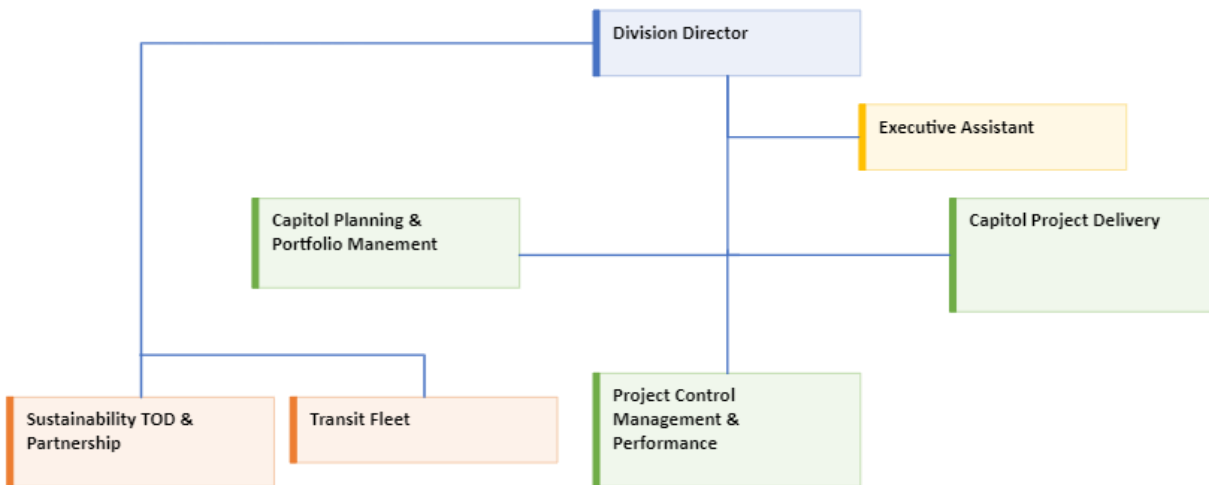 Division Director
Executive Assistant
Capitol Planning &
Portfolio Manement
Capitol Project Delivery
Sustainability TOD &
Partnership
Transit Fleet
Project Control
Management &
Performance